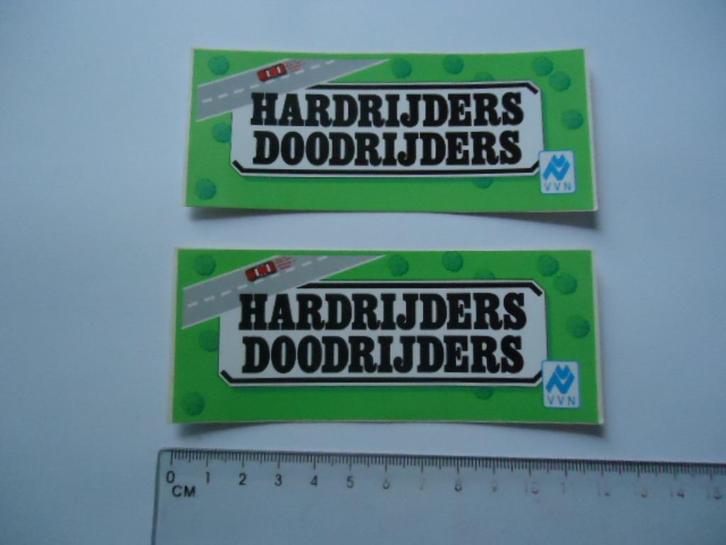 HARDRIJDERS
DOODRIJDERS
VVN
HARDRIJDERS
DOODRIJDERS
VVN
0 1 2 3 4 5 6 7 8 9 10 11 12 13 14 15
CM